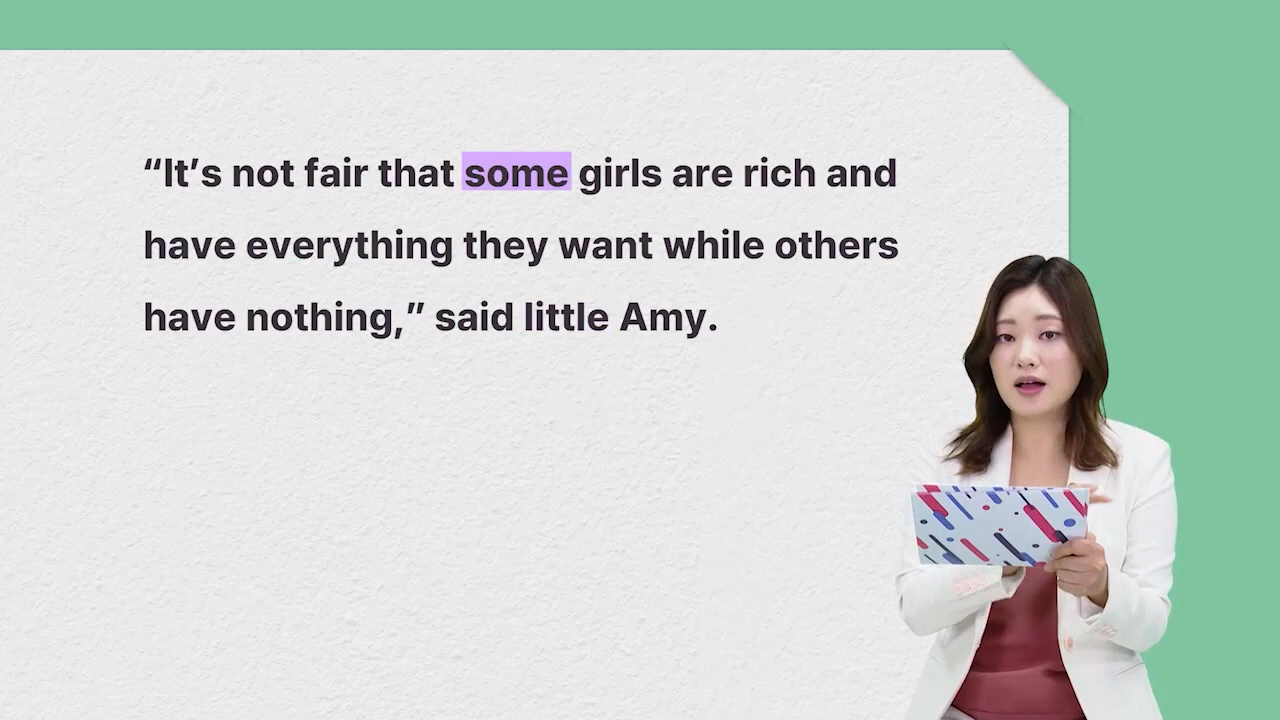 “It’s not fair that some girls are rich and
have everything they want while others
have nothing,” said little Amy.